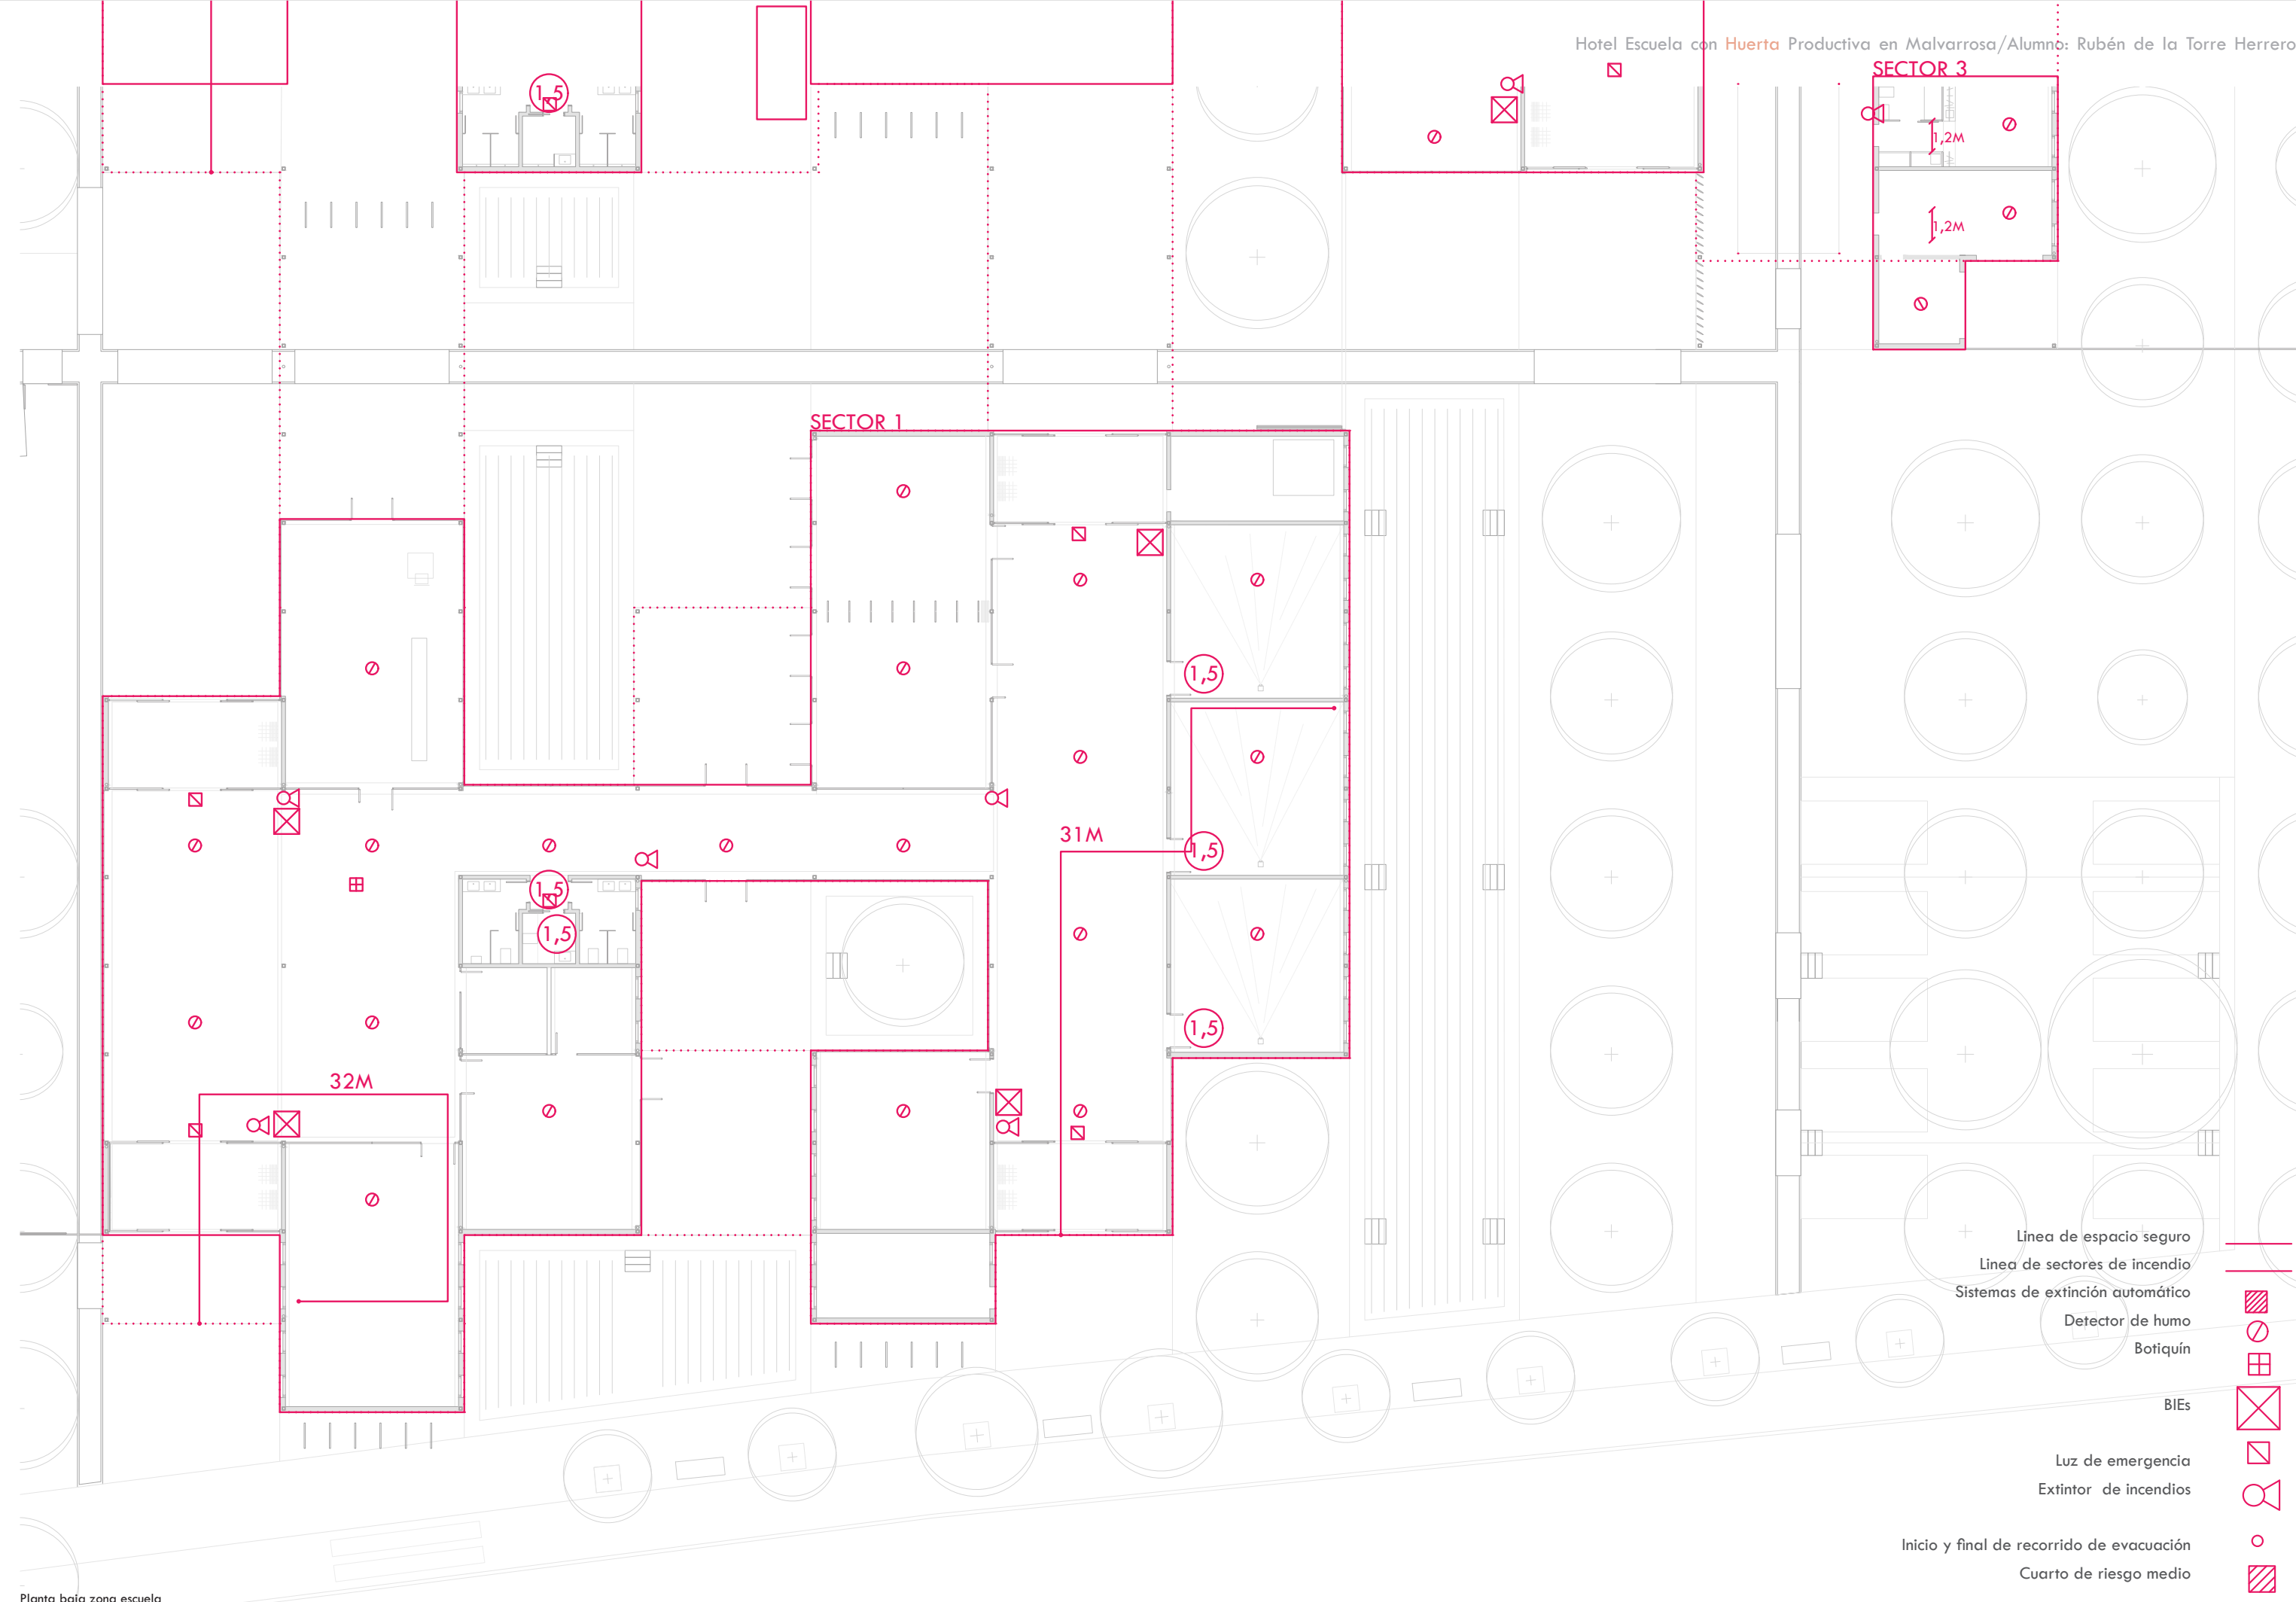 Hotel Escuela con Huerta Productiva en Malvarrosa/Alumno: Rubén de la Torre Herrero
SECTOR 3
1,5
1,2M
1,2M
SECTOR 1
1,5
31M
1,5
1,5
1,5
1,5
32M
Linea de espacio seguro
Linea de sectores de incendio
Sistemas de extinción automático
Detector de humo
Botiquín
BIEs
Luz de emergencia
Extintor de incendios
Inicio y final de recorrido de evacuación
Cuarto de riesgo medio
Planta baja zona escuela